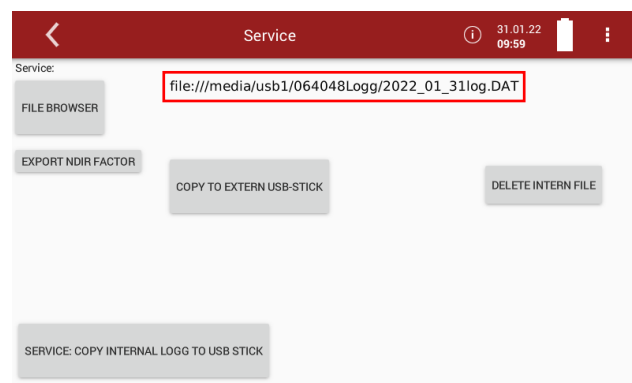 Service
31.01.22
09:59
Service:
file:///media/usb1/064048Logg/2022_01_31log.DAT
FILE BROWSER
EXPORT NDIR FACTOR
COPY TO EXTERN USB-STICK
DELETE INTERN FILE
SERVICE: COPY INTERNAL LOGG TO USB STICK